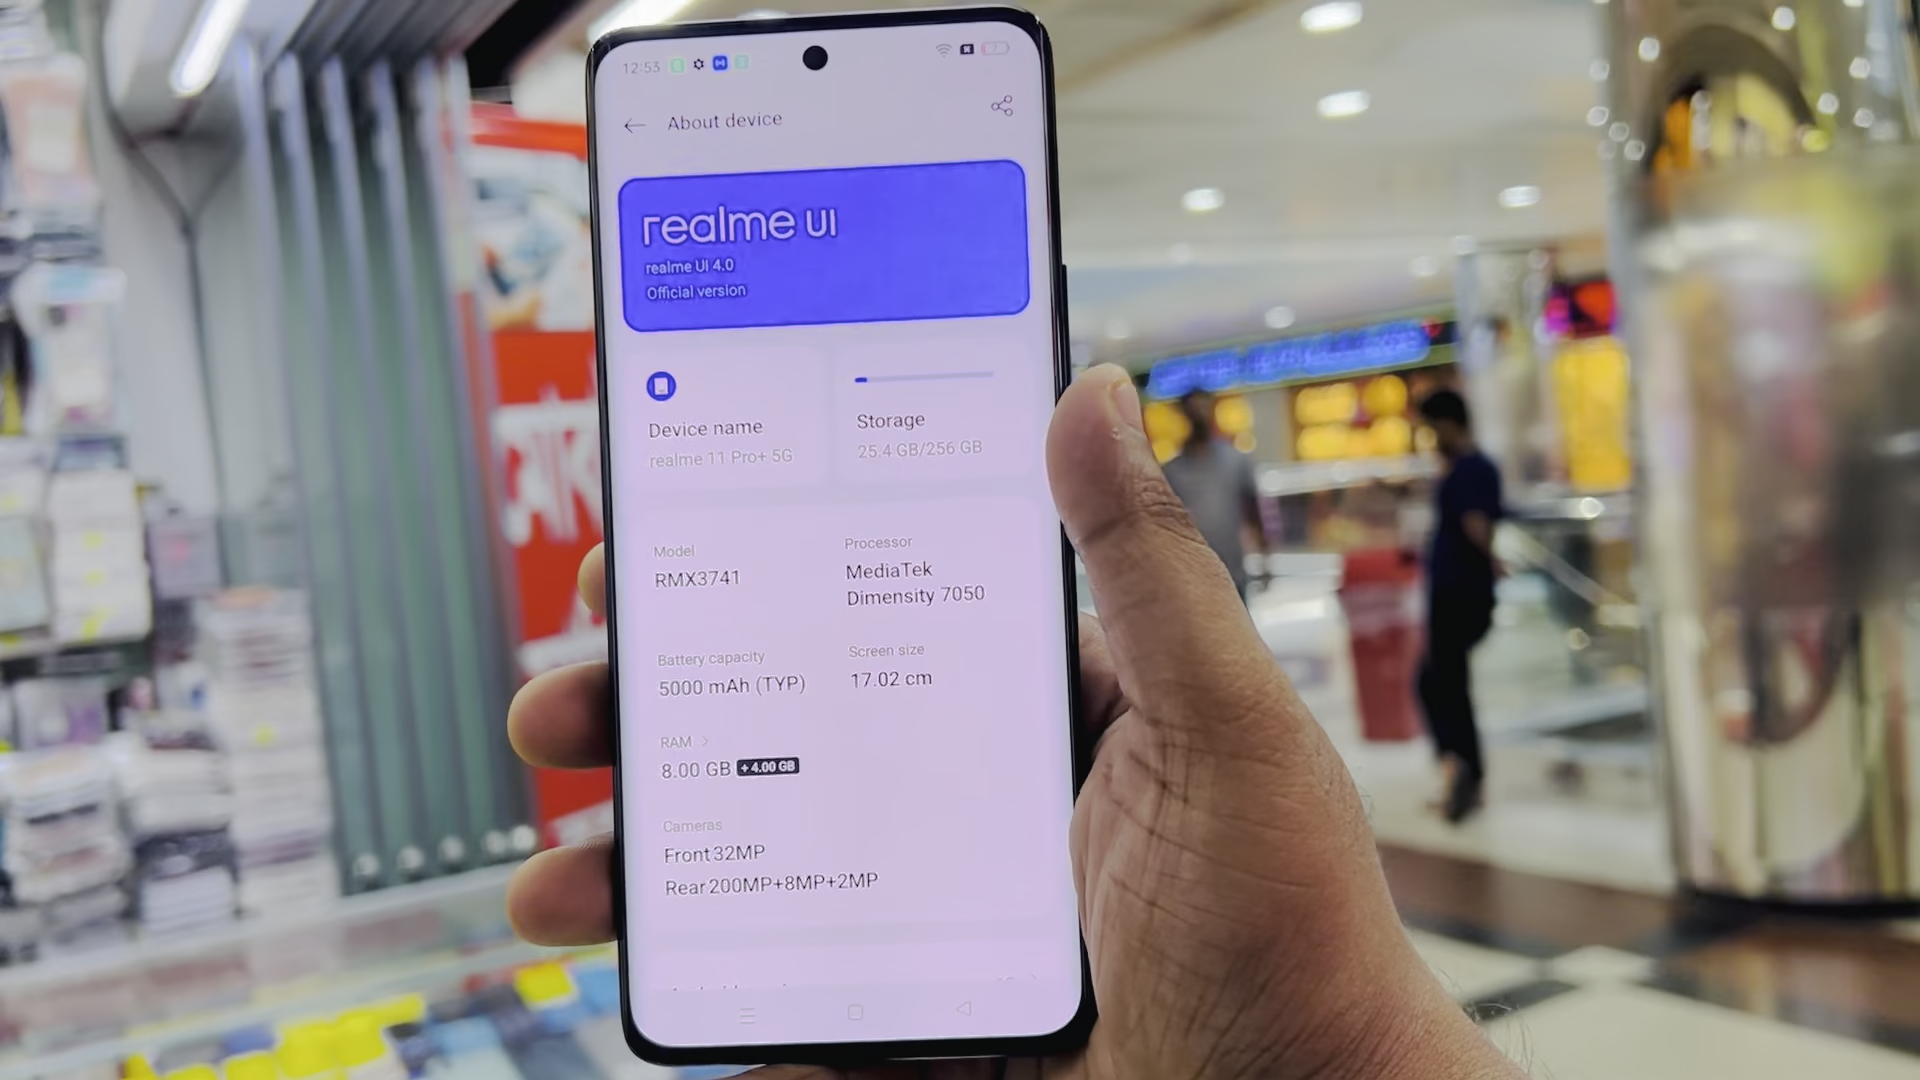 12:53
About device
realme UI
realme UI 4.0
Official version
Device name
realme 11 Pro+ 5G
Storage
25.4 GB/256 GB
Model
RMX3741
Processor
MediaTek
Dimensity 7050
Battery capacity
5000 mAh (TYP)
Screen size
17.02 cm
RAM
8.00 GB +4.00 GB
Cameras
Front 32MP
Rear 200MP+8MP+2MP